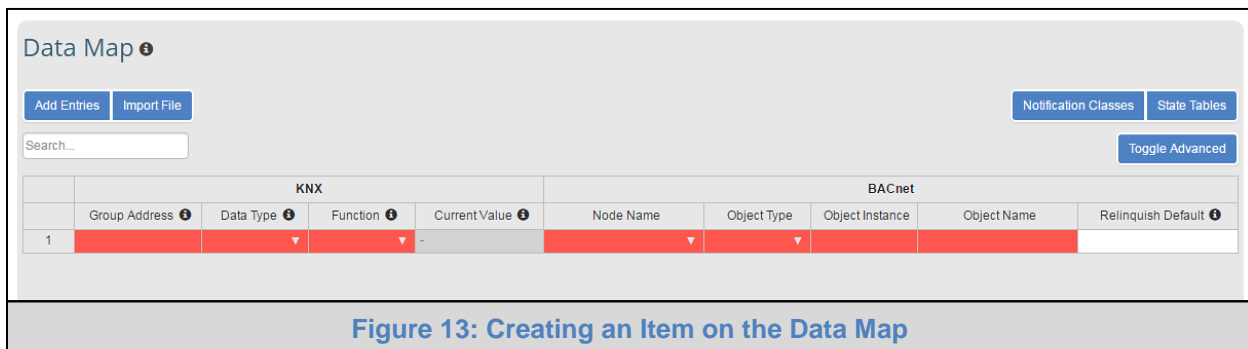 Data Map
Add Entries Import File Notification Classes State Tables
Search... Toggle Advanced
KNX BACnet
Group Address Data Type Function Current Value Node Name Object Type Object Instance Object Name Relinquish Default
1 -
Figure 13: Creating an Item on the Data Map